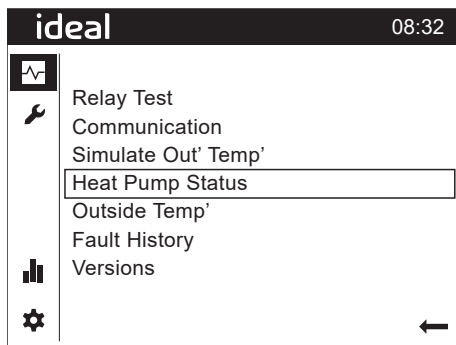 ideal 08:32
Relay Test
Communication
Simulate Out' Temp'
Heat Pump Status
Outside Temp'
Fault History
Versions